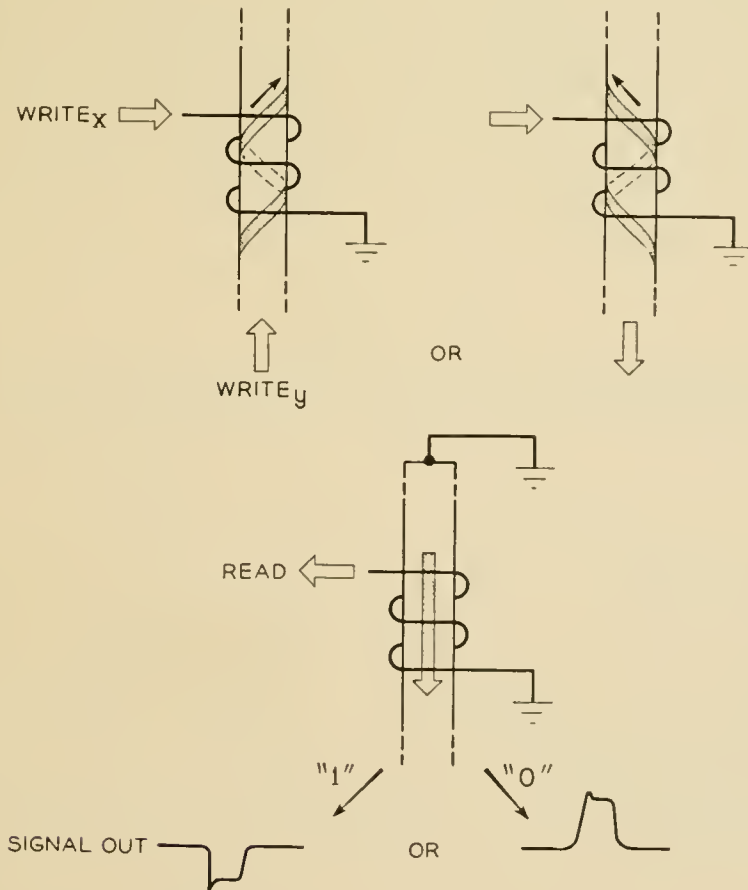 WRITEx
OR
WRITEy
READ
"1" "0"
SIGNAL OUT OR